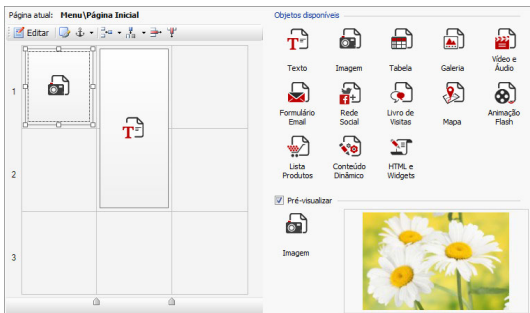 Página atual: Menu\Página Inicial
Editar
1
2
3
T
Objetos disponíveis
T
Texto
Imagem
Tabela
Galeria
Vídeo e Áudio
Formulário Email
Rede Social
Livro de Visitas
Mapa
Animação Flash
Lista Produtos
Conteúdo Dinâmico
HTML e Widgets
Pré-visualizar
Imagem